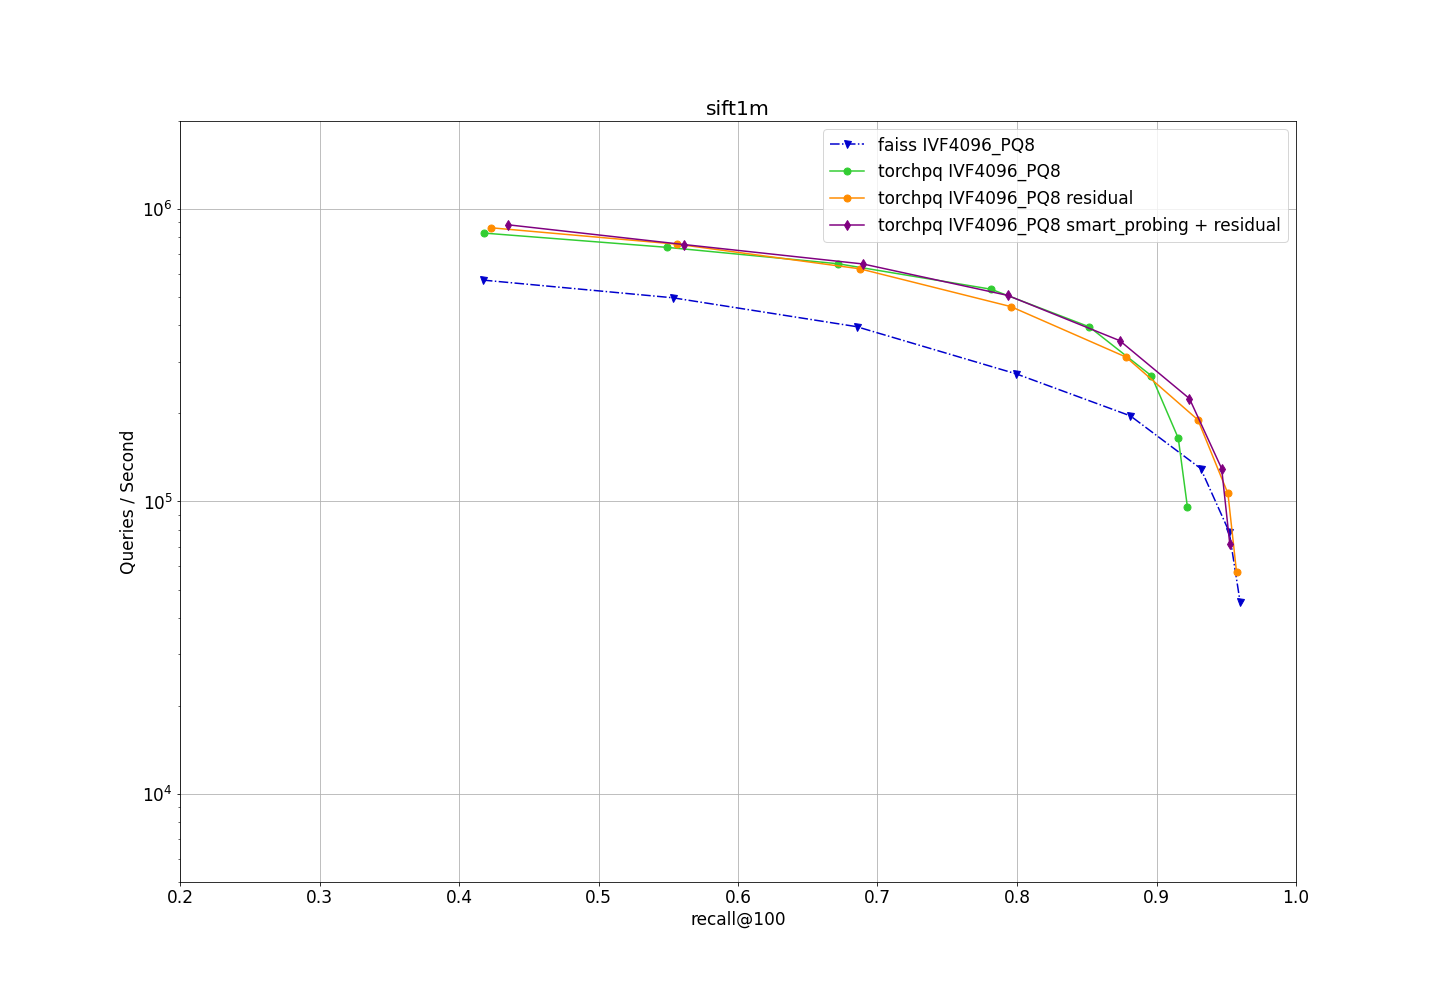 sift1m
faiss IVF4096_PQ8
torchpq IVF4096_PQ8
torchpq IVF4096_PQ8 residual
torchpq IVF4096_PQ8 smart_probing + residual
Queries / Second
10⁶
10⁵
10⁴
0.2 0.3 0.4 0.5 0.6 0.7 0.8 0.9 1.0
recall@100